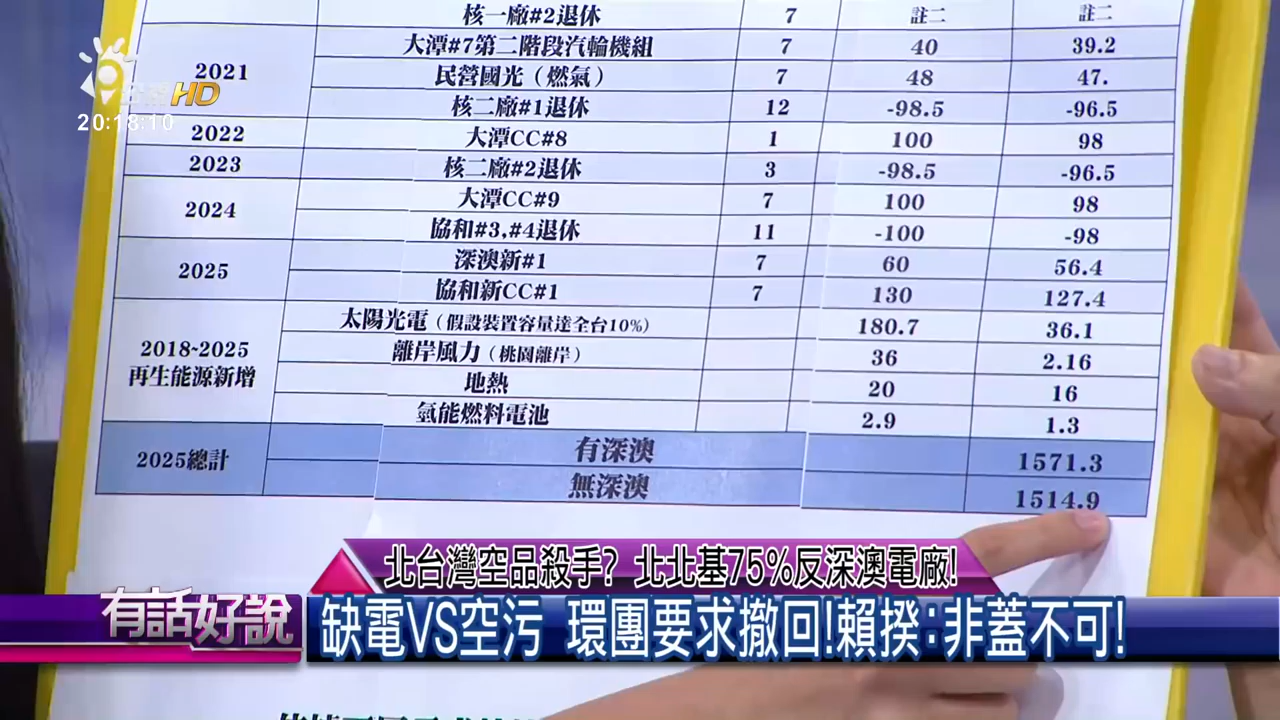 核一廠#2退休 7 註二 註二
2021 大潭#7第二階段汽輪機組 7 40 39.2
民營國光（燃氣） 7 48 47.
核二廠#1退休 12 -98.5 -96.5
2022 大潭CC#8 1 100 98
2023 核二廠#2退休 3 -98.5 -96.5
2024 大潭CC#9 7 100 98
協和#3,#4退休 11 -100 -98
2025 深澳新#1 7 60 56.4
協和新CC#1 7 130 127.4
2018~2025 再生能源新增 太陽光電（假設裝置容量達全台10%） 180.7 36.1
離岸風力（桃園離岸） 36 2.16
地熱 20 16
氫能燃料電池 2.9 1.3
2025總計 有深澳 1571.3
無深澳 1514.9
公視HD
20:18:10
北台灣空品殺手? 北北基75%反深澳電廠!
有話好說
缺電VS空污 環團要求撤回!賴揆:非蓋不可!